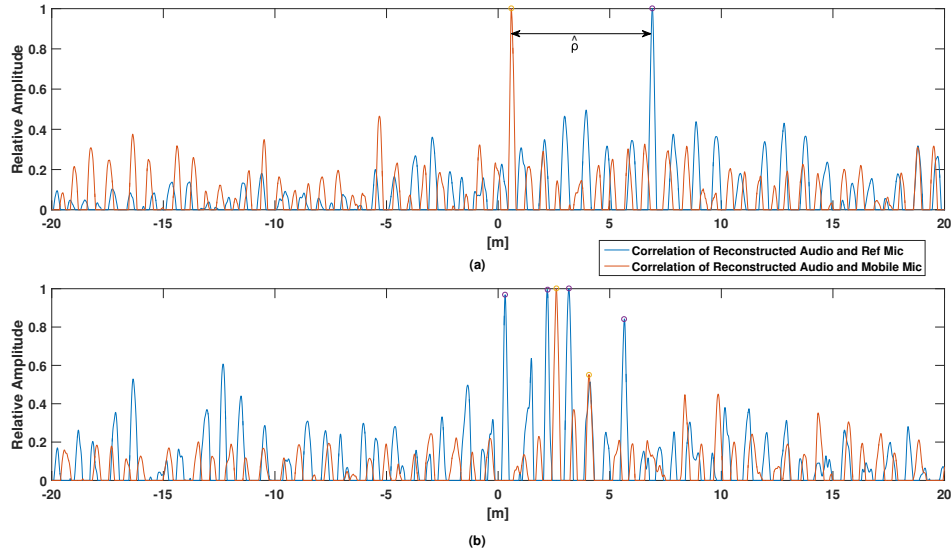 1
0.8
0.6
0.4
0.2
0
Relative Amplitude
ρ̂
-20 -15 -10 -5 0 5 10 15 20
[m]
(a)
Correlation of Reconstructed Audio and Ref Mic
Correlation of Reconstructed Audio and Mobile Mic
1
0.8
0.6
0.4
0.2
0
Relative Amplitude
-20 -15 -10 -5 0 5 10 15 20
[m]
(b)